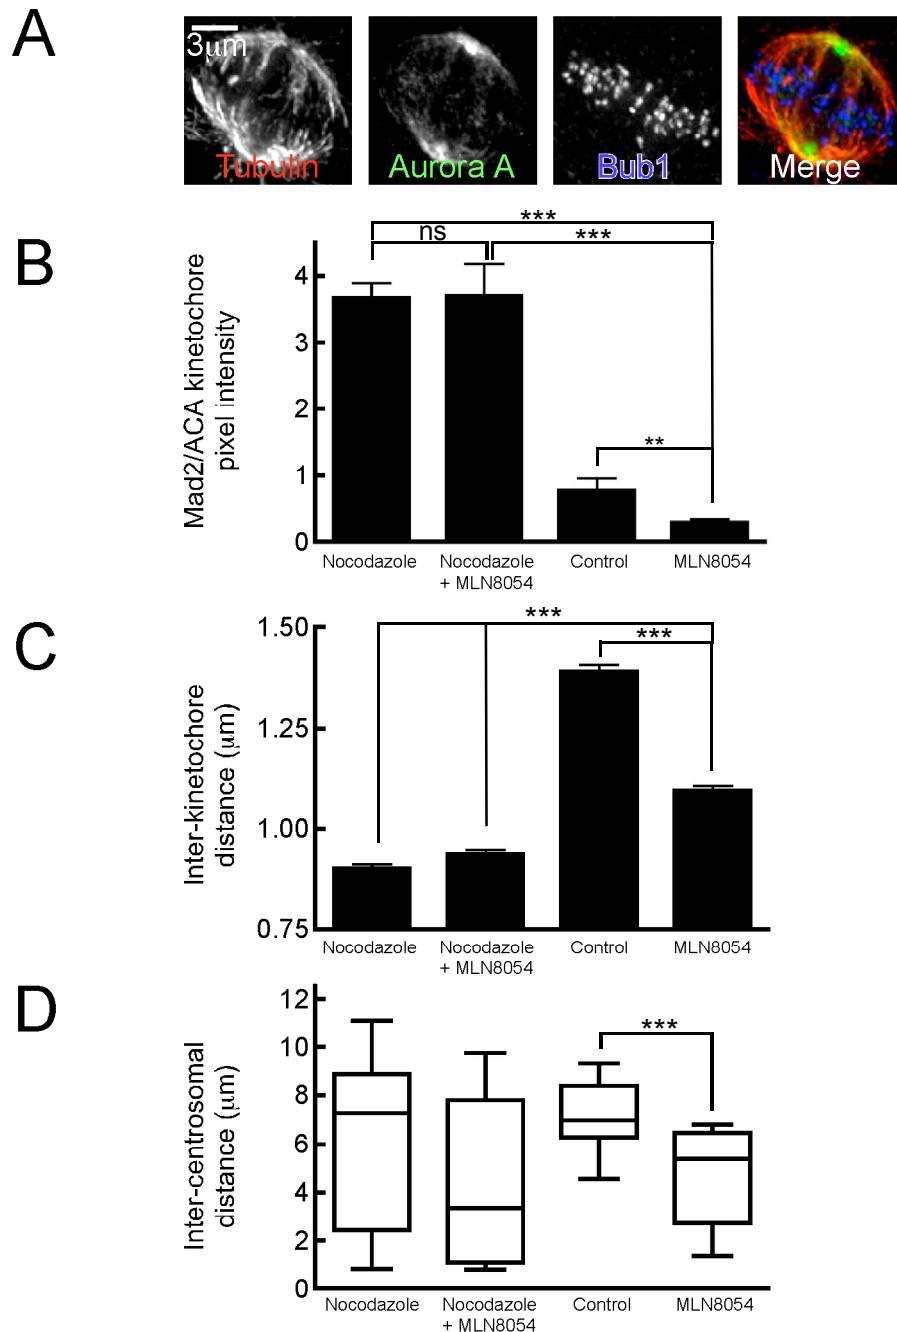 A
3μm
Tubulin
Aurora A
Bub1
Merge
B
***
ns
***
**
Mad2/ACA kinetochore
pixel intensity
4
3
2
1
0
Nocodazole
Nocodazole
+ MLN8054
Control
MLN8054
C
***
***
Inter-kinetochore
distance (μm)
1.50
1.25
1.00
0.75
Nocodazole
Nocodazole
+ MLN8054
Control
MLN8054
D
***
Inter-centrosomal
distance (μm)
12
10
8
6
4
2
0
Nocodazole
Nocodazole
+ MLN8054
Control
MLN8054